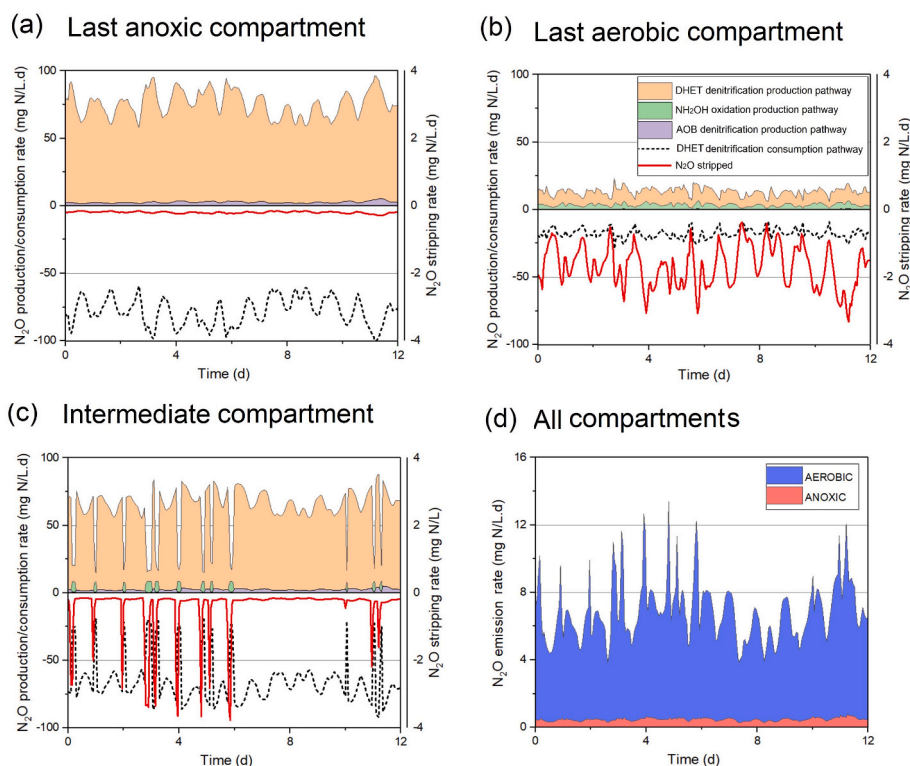 (a) Last anoxic compartment
N₂O production/consumption rate (mg N/L.d)
100
50
0
-50
-100
4
2
0
-2
-4
N₂O stripping rate (mg N/L.d)
0 4 8 12
Time (d)
(b) Last aerobic compartment
N₂O production/consumption rate (mg N/L.d)
100
50
0
-50
-100
DHET denitrification production pathway
NH₂OH oxidation production pathway
AOB denitrification production pathway
DHET denitrification consumption pathway
N₂O stripped
4
2
0
-2
-4
N₂O stripping rate (mg N/L.d)
0 4 8 12
Time (d)
(c) Intermediate compartment
N₂O production/consumption rate (mg N/L.d)
100
50
0
-50
-100
4
2
0
-2
-4
N₂O stripping rate (mg N/L)
0 4 8 12
Time (d)
(d) All compartments
N₂O emission rate (mg N/L.d)
16
12
8
4
0
AEROBIC
ANOXIC
0 4 8 12
Time (d)